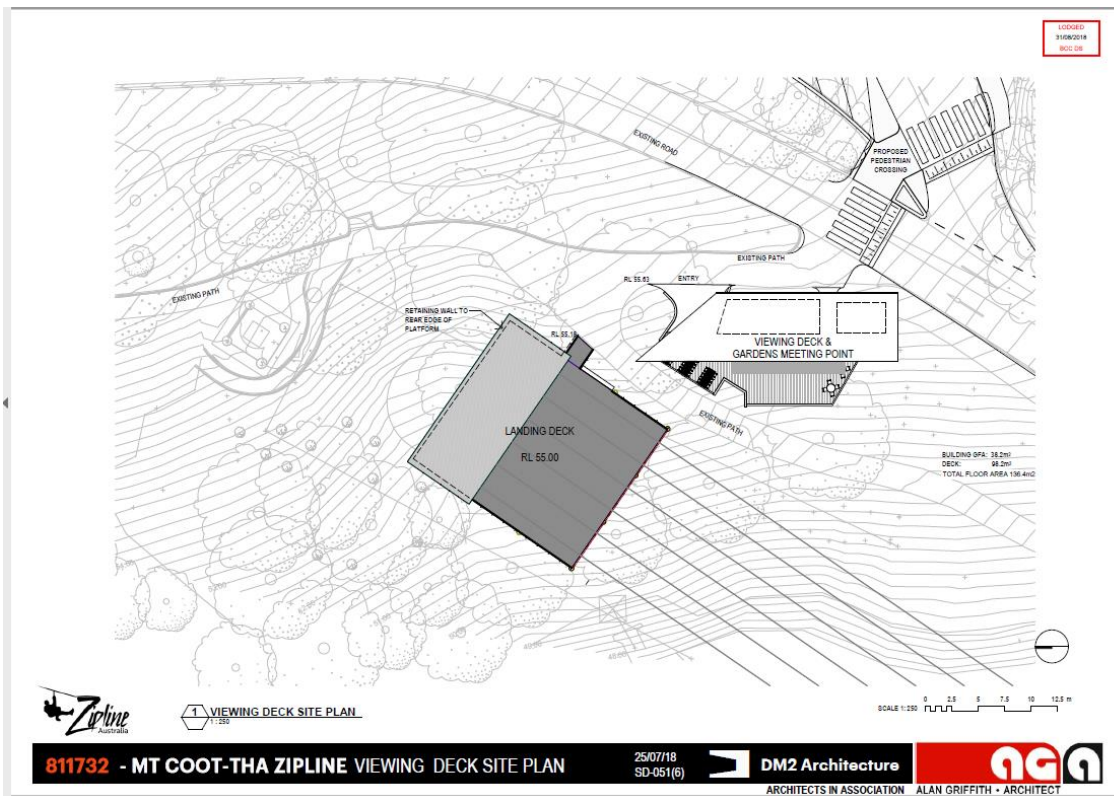 LODGED
31/08/2018
BCC DS
EXISTING ROAD
PROPOSED
PEDESTRIAN
CROSSING
EXISTING PATH
RL 55.63
ENTRY
EXISTING PATH
RETAINING WALL TO
REAR EDGE OF
PLATFORM
VIEWING DECK &
GARDENS MEETING POINT
LANDING DECK
RL 55.00
EXISTING PATH
BUILDING GFA: 38.2m²
DECK: 98.2m²
TOTAL FLOOR AREA 136.4m2
Zipline
Australia
1
VIEWING DECK SITE PLAN
1 : 250
SCALE 1: 250
0 2.5 5 7.5 10 12.5 m
811732 - MT COOT-THA ZIPLINE VIEWING DECK SITE PLAN
25/07/18
SD-051(6)
DM2 Architecture
aga
ARCHITECTS IN ASSOCIATION ALAN GRIFFITH • ARCHITECT